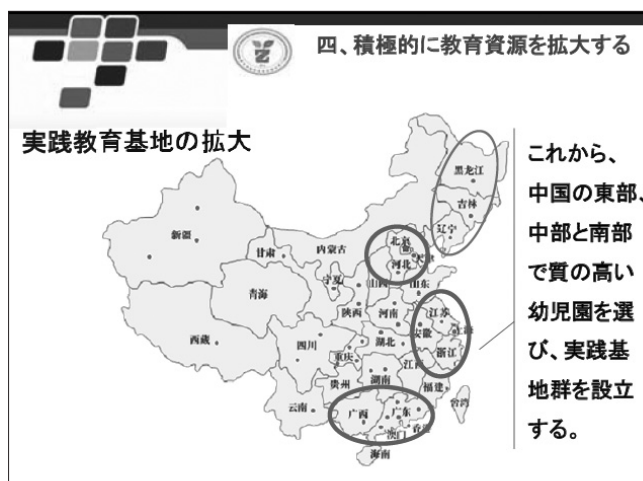 四、積極的に教育資源を拡大する
実践教育基地の拡大
これから、
中国の東部、
中部と南部
で質の高い
幼児園を選
び、実践基
地群を設立
する。
黑龙江
吉林
辽宁
新疆
甘肃
内蒙古
北京
河北
宁夏
山东
青海
陕西
河南
江苏
安徽
西藏
四川
湖北
重庆
浙江
湖南
贵州
福建
云南
广西
广东
台湾
澳门
海南